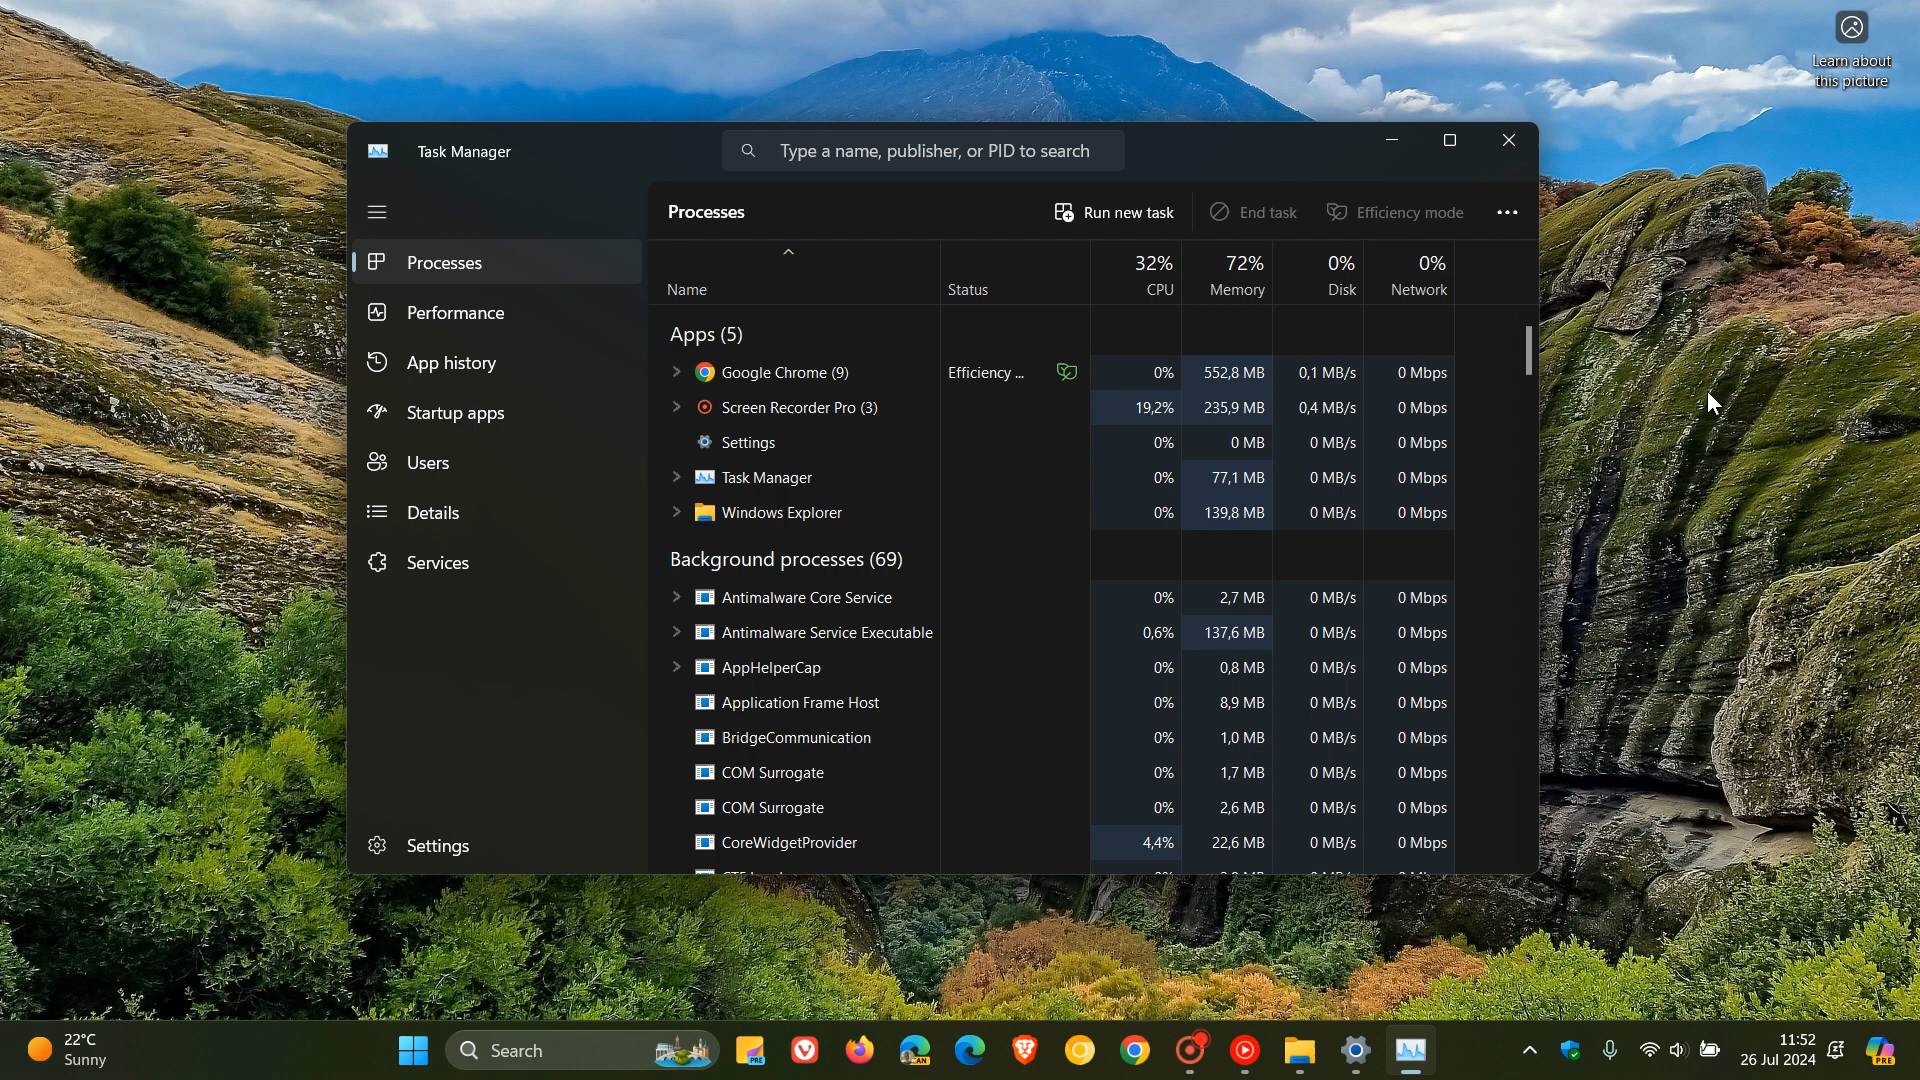 Learn about
this picture
Task Manager
Type a name, publisher, or PID to search
Processes
Run new task
End task
Efficiency mode
Processes
Performance
App history
Startup apps
Users
Details
Services
Settings
32% 72% 0% 0%
Name Status CPU Memory Disk Network
Apps (5)
Google Chrome (9) Efficiency ... 0% 552,8 MB 0,1 MB/s 0 Mbps
Screen Recorder Pro (3) 19,2% 235,9 MB 0,4 MB/s 0 Mbps
Settings 0% 0 MB 0 MB/s 0 Mbps
Task Manager 0% 77,1 MB 0 MB/s 0 Mbps
Windows Explorer 0% 139,8 MB 0 MB/s 0 Mbps
Background processes (69)
Antimalware Core Service 0% 2,7 MB 0 MB/s 0 Mbps
Antimalware Service Executable 0,6% 137,6 MB 0 MB/s 0 Mbps
AppHelperCap 0% 0,8 MB 0 MB/s 0 Mbps
Application Frame Host 0% 8,9 MB 0 MB/s 0 Mbps
BridgeCommunication 0% 1,0 MB 0 MB/s 0 Mbps
COM Surrogate 0% 1,7 MB 0 MB/s 0 Mbps
COM Surrogate 0% 2,6 MB 0 MB/s 0 Mbps
CoreWidgetProvider 4,4% 22,6 MB 0 MB/s 0 Mbps
22°C
Sunny
Search
PRE
CAN
11:52
26 Jul 2024
PRE